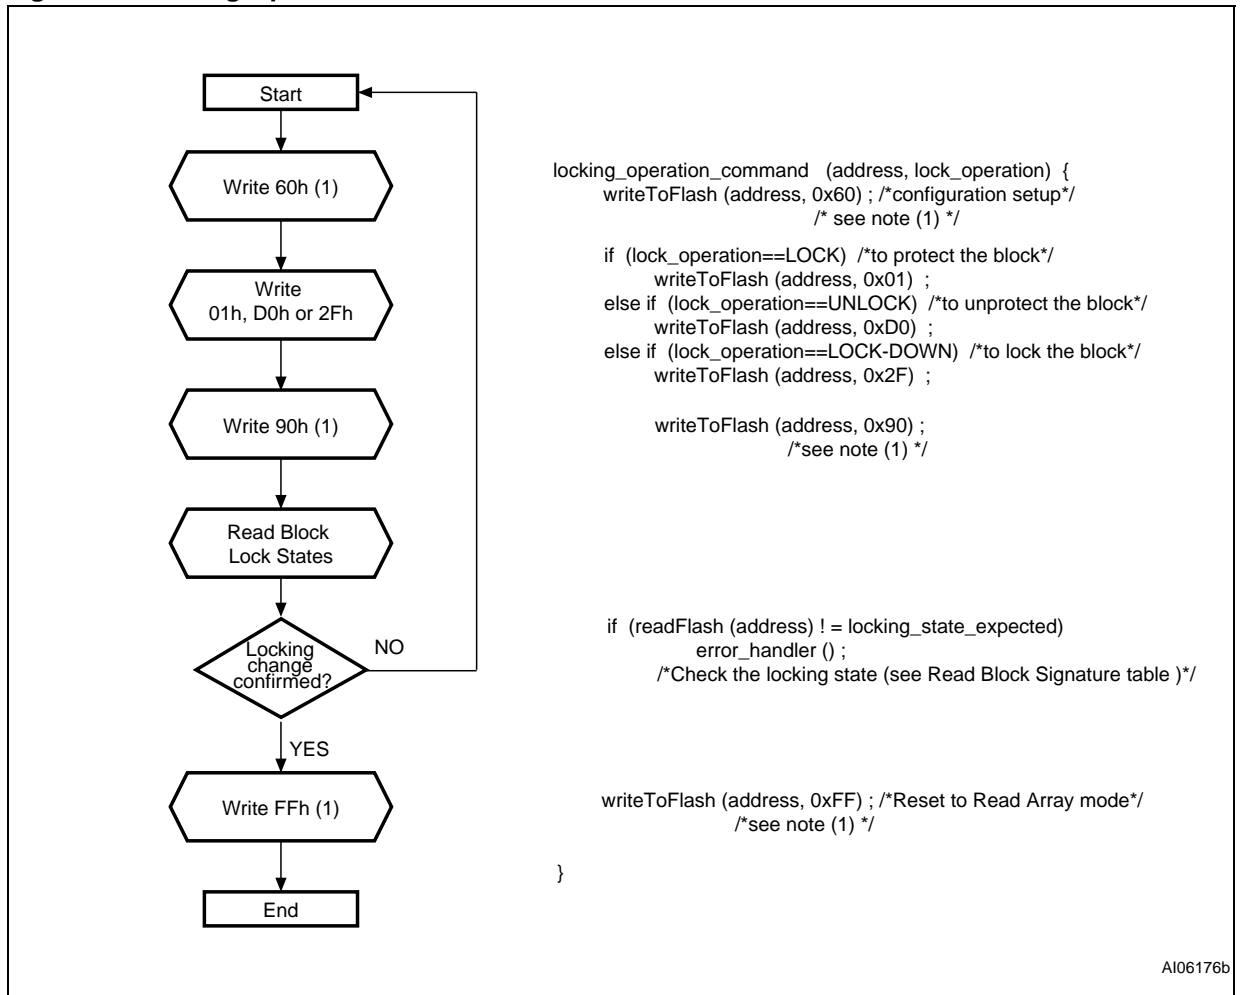 Start
Write 60h (1)
Write
01h, D0h or 2Fh
Write 90h (1)
Read Block
Lock States
Locking
change
confirmed?
NO
YES
Write FFh (1)
End
locking_operation_command (address, lock_operation) {
writeToFlash (address, 0x60) ; /*configuration setup*/
/* see note (1) */
if (lock_operation==LOCK) /*to protect the block*/
writeToFlash (address, 0x01) ;
else if (lock_operation==UNLOCK) /*to unprotect the block*/
writeToFlash (address, 0xD0) ;
else if (lock_operation==LOCK-DOWN) /*to lock the block*/
writeToFlash (address, 0x2F) ;
writeToFlash (address, 0x90) ;
/*see note (1) */
if (readFlash (address) ! = locking_state_expected)
error_handler () ;
/*Check the locking state (see Read Block Signature table )*/
writeToFlash (address, 0xFF) ; /*Reset to Read Array mode*/
/*see note (1) */
}
AI06176b